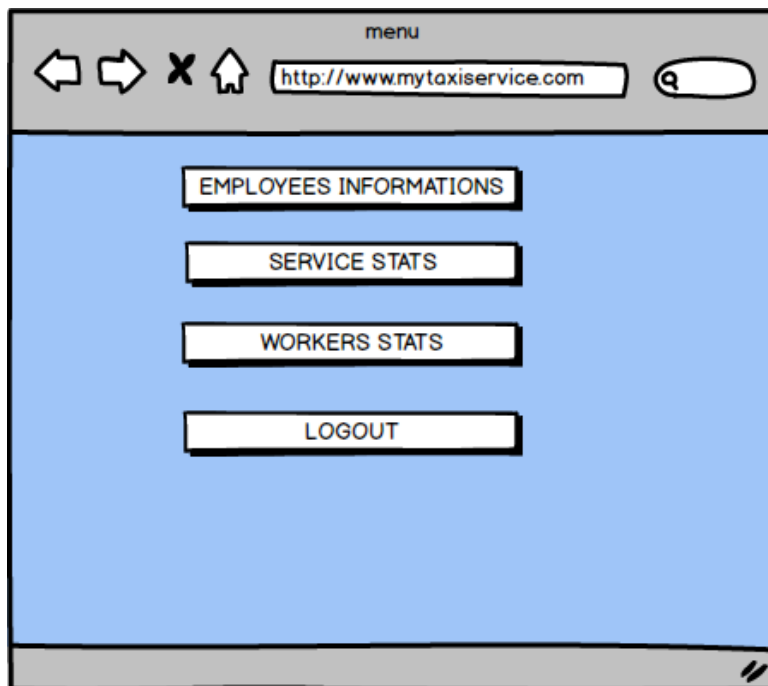 menu
http://www.mytaxiservice.com
EMPLOYEES INFORMATIONS
SERVICE STATS
WORKERS STATS
LOGOUT